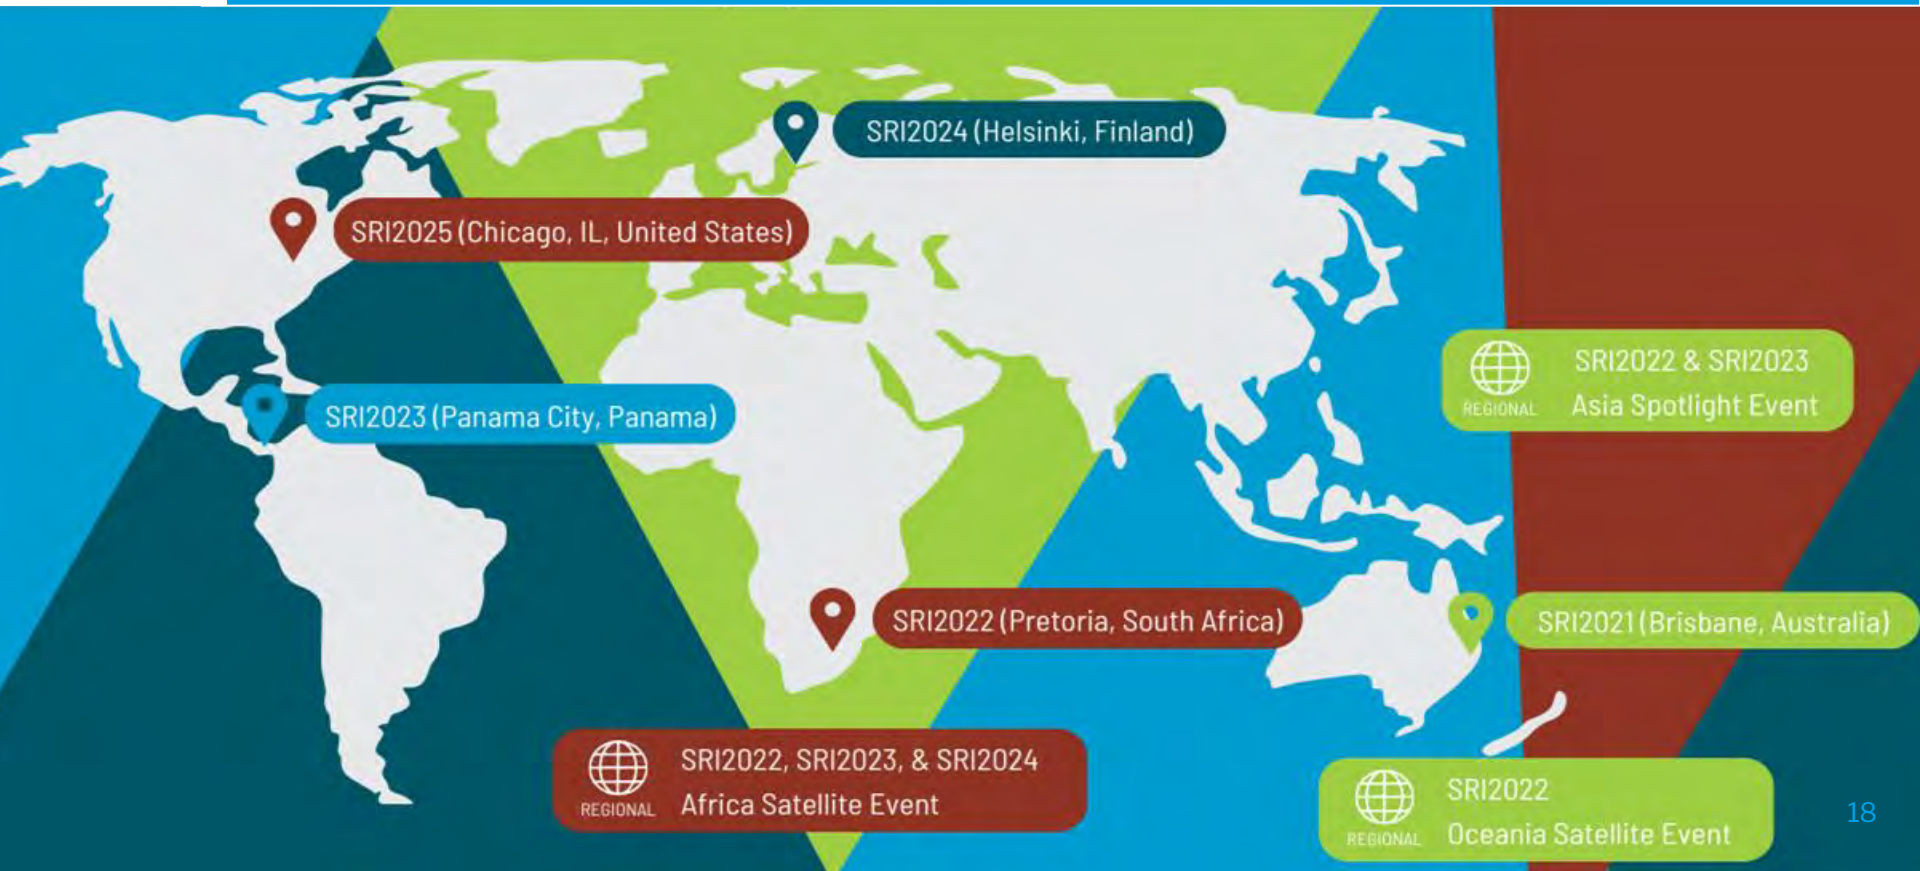 SRI2024 (Helsinki, Finland)
SRI2025 (Chicago, IL, United States)
SRI2023 (Panama City, Panama)
REGIONAL
SRI2022 & SRI2023
Asia Spotlight Event
SRI2022 (Pretoria, South Africa)
SRI2021 (Brisbane, Australia)
REGIONAL
SRI2022, SRI2023, & SRI2024
Africa Satellite Event
REGIONAL
SRI2022
Oceania Satellite Event
18